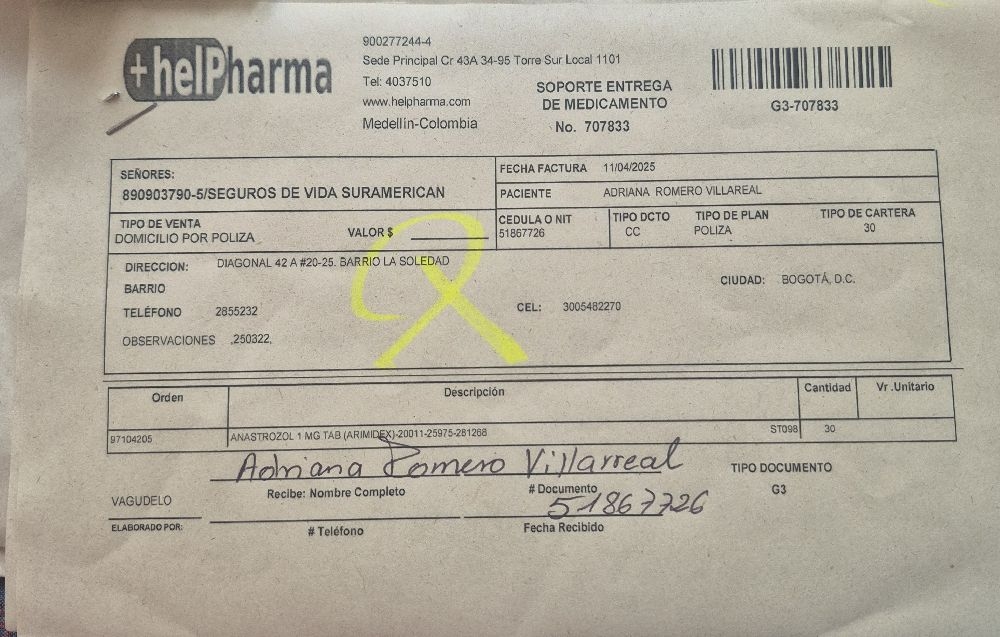 +helPharma
900277244-4
Sede Principal Cr 43A 34-95 Torre Sur Local 1101
Tel: 4037510
www.helpharma.com
Medellín-Colombia
SOPORTE ENTREGA
DE MEDICAMENTO
No. 707833
G3-707833
SEÑORES:
890903790-5/SEGUROS DE VIDA SURAMERICAN
FECHA FACTURA 11/04/2025
PACIENTE ADRIANA ROMERO VILLAREAL
TIPO DE VENTA
DOMICILIO POR POLIZA
VALOR $
CEDULA O NIT
51867726
TIPO DCTO
CC
TIPO DE PLAN
POLIZA
TIPO DE CARTERA
30
DIRECCION: DIAGONAL 42 A #20-25. BARRIO LA SOLEDAD
BARRIO
CIUDAD: BOGOTÁ, D.C.
TELÉFONO 2855232
CEL: 3005482270
OBSERVACIONES .250322,
Orden Descripción Cantidad Vr .Unitario
97104205 ANASTROZOL 1 MG TAB (ARIMIDEX)-20011-25975-281268 ST098 30
Adriana Romero Villarreal
Recibe: Nombre Completo
# Documento
51867726
TIPO DOCUMENTO
G3
VAGUDELO
ELABORADO POR:
# Teléfono
Fecha Recibido